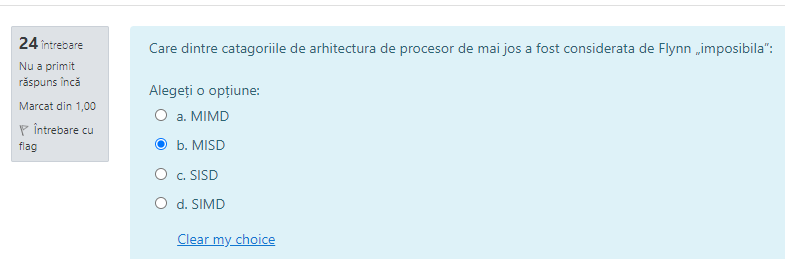 24 întrebare
Nu a primit
răspuns încă
Marcat din 1,00
Întrebare cu
flag
Care dintre catagoriile de arhitectura de procesor de mai jos a fost considerata de Flynn „imposibila”:
Alegeți o opțiune:
a. MIMD
b. MISD
c. SISD
d. SIMD
Clear my choice